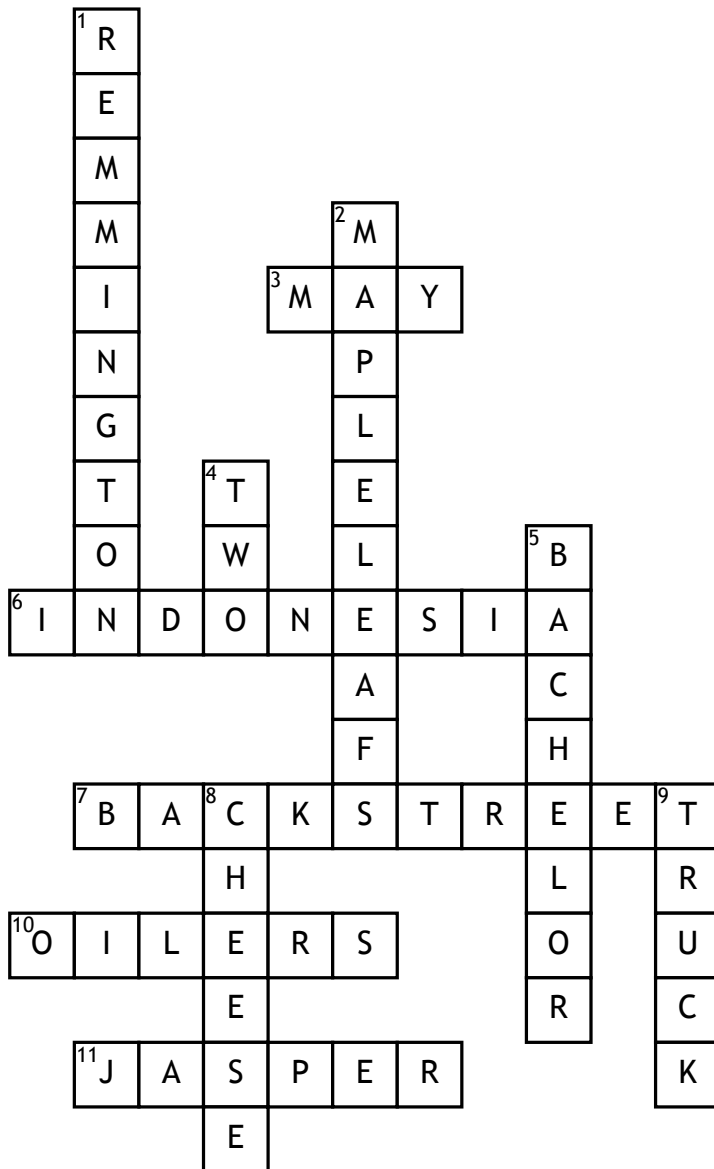 1 R
E
M
M 2 M
I 3 M A Y
N P
G L
T 4 T E
O W L 5 B
6 I N D O N E S I A
A C
F H
7 B A 8 C K S T R E E 9 T
H L R
10 O I L E R S O U
E R C
11 J A S P E R K
E